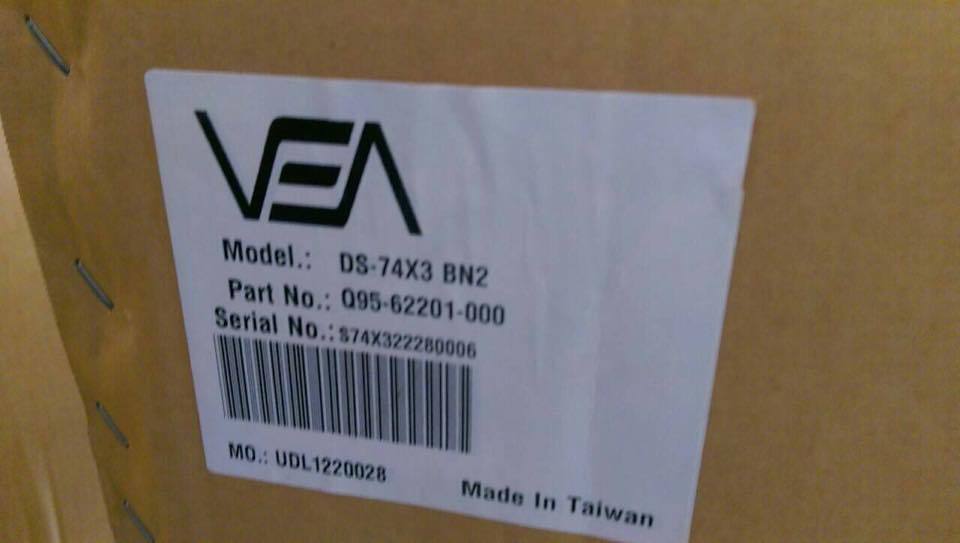 VEA
Model.: DS-74X3 BN2
Part No.: Q95-62201-000
Serial No.: S74X322280006
MO.: UDL1220028
Made In Taiwan